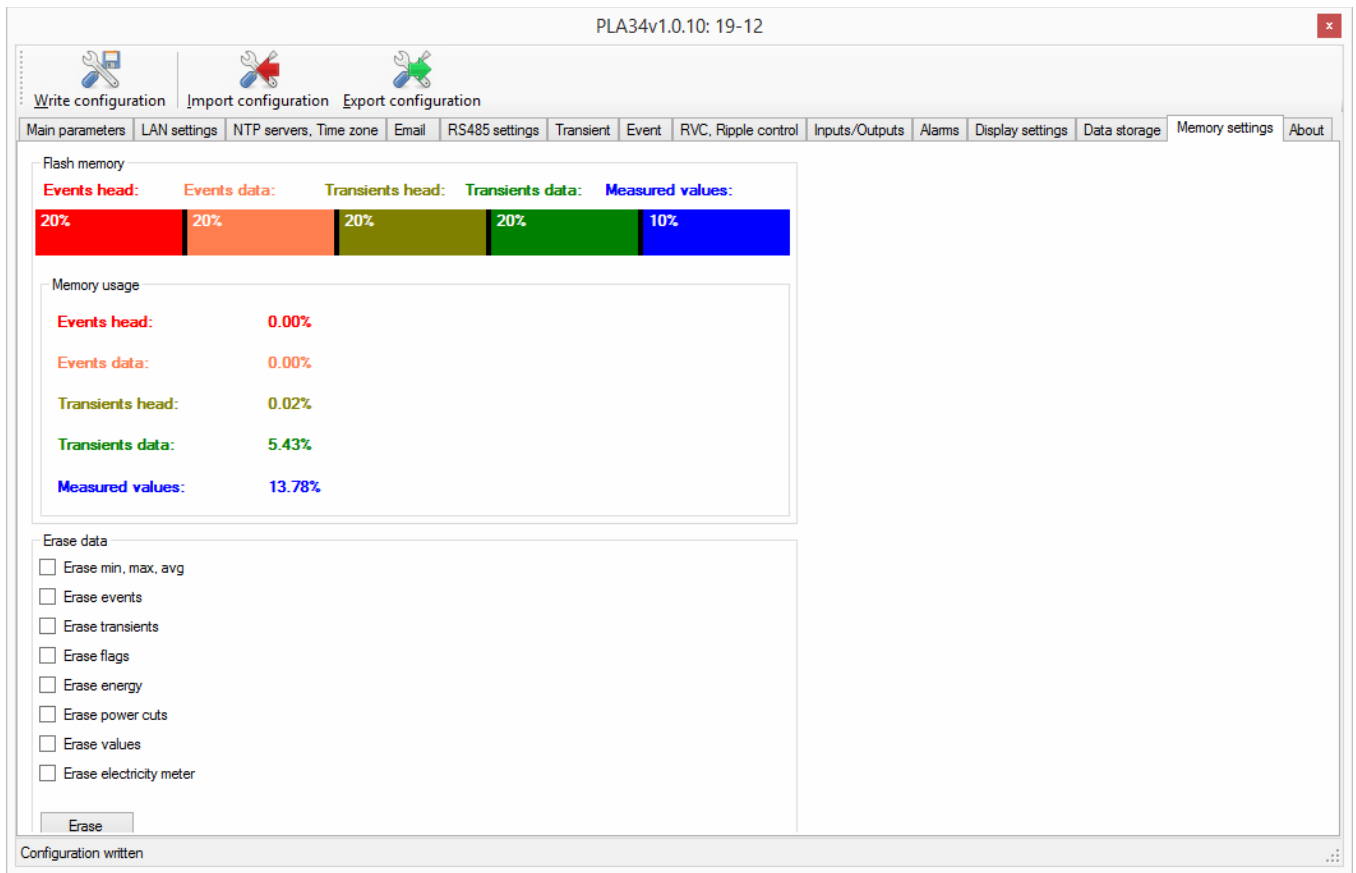 PLA34v1.0.10: 19-12
x
Write configuration Import configuration Export configuration
Main parameters LAN settings NTP servers, Time zone Email RS485 settings Transient Event RVC, Ripple control Inputs/Outputs Alarms Display settings Data storage Memory settings About
Flash memory
Events head: Events data: Transients head: Transients data: Measured values:
20% 20% 20% 20% 10%
Memory usage
Events head: 0.00%
Events data: 0.00%
Transients head: 0.02%
Transients data: 5.43%
Measured values: 13.78%
Erase data
Erase min, max, avg
Erase events
Erase transients
Erase flags
Erase energy
Erase power cuts
Erase values
Erase electricity meter
Erase
Configuration written